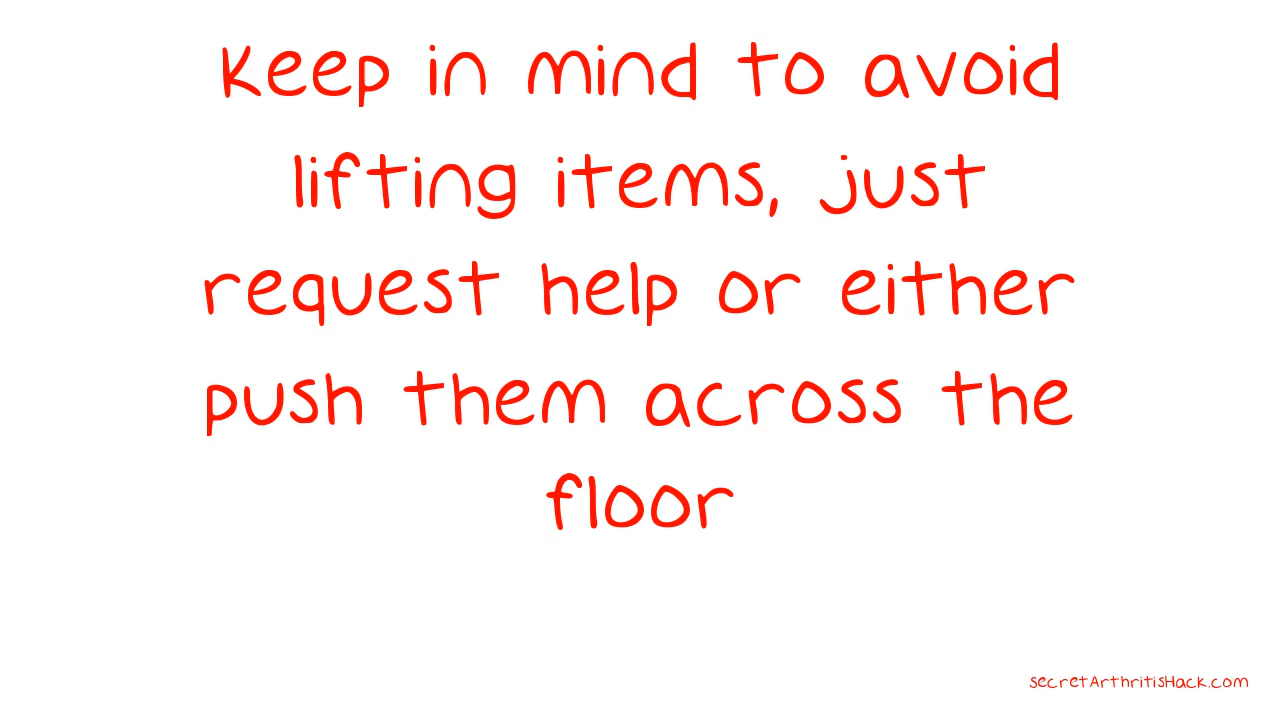 Keep in mind to avoid
lifting items, just
request help or either
push them across the
floor
secretArthritisHack.com